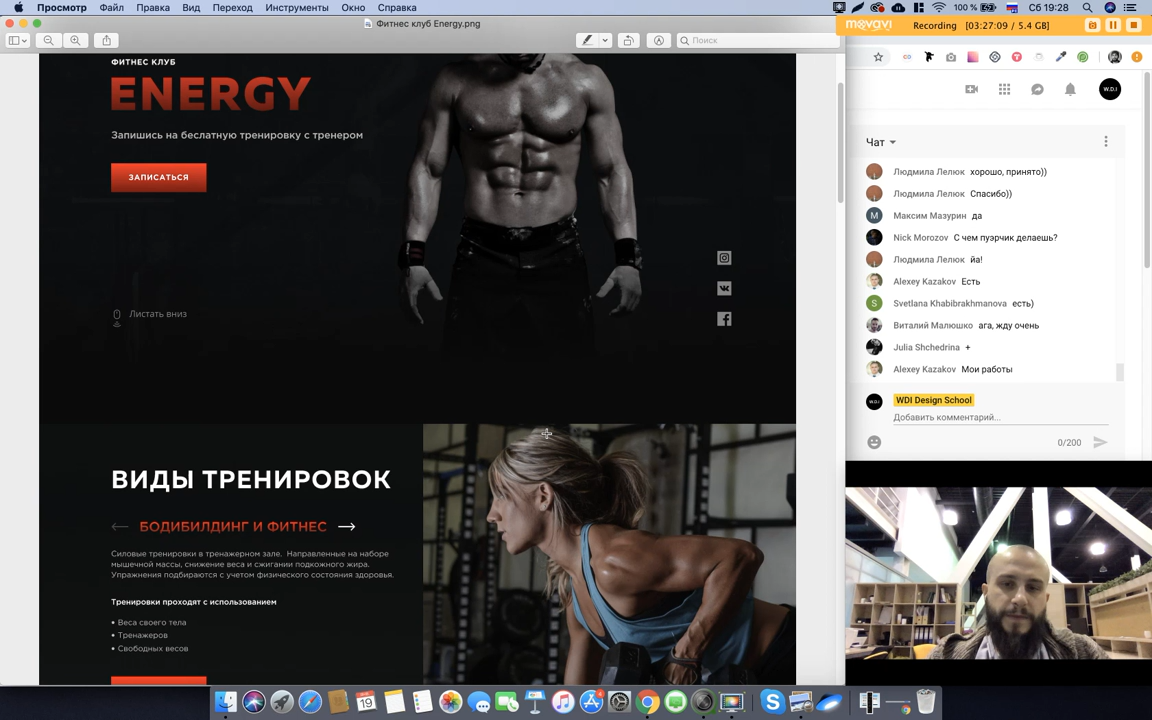 Просмотр Файл Правка Вид Переход Инструменты Окно Справка
100 % Сб 19:28
Фитнес клуб Energy.png
movavi Recording [03:27:09 / 5.4 GB]
Поиск
ФИТНЕС КЛУБ
ENERGY
Запишись на беслатную тренировку с тренером
ЗАПИСАТЬСЯ
Листать вниз
ВИДЫ ТРЕНИРОВОК
БОДИБИЛДИНГ И ФИТНЕС
Силовые тренировки в тренажерном зале. Направленные на наборе
мышечной массы, снижение веса и сжигании подкожного жира.
Упражнения подбираются с учетом физического состояния здоровья.
Тренировки проходят с использованием
• Веса своего тела
• Тренажеров
• Свободных весов
W.D.I
Чат
Людмила Лелюк хорошо, принято))
Людмила Лелюк Спасибо))
М Максим Мазурин да
Nick Morozov С чем пуэрчик делаешь?
Людмила Лелюк йа!
Alexey Kazakov Есть
S Svetlana Khabibrakhmanova есть)
Виталий Малюшко ага, жду очень
Julia Shchedrina +
Alexey Kazakov Мои работы
WDI Design School
Добавить комментарий...
0/200
19